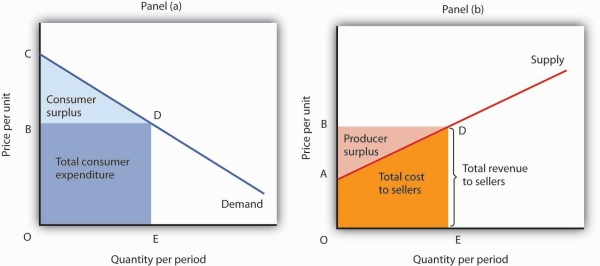 Panel (a)
Price per unit
C
Consumer
surplus
B
D
Total consumer
expenditure
Demand
O
E
Quantity per period
Panel (b)
Price per unit
Supply
B
D
Producer
surplus
A
Total cost
to sellers
Total revenue
to sellers
O
E
Quantity per period